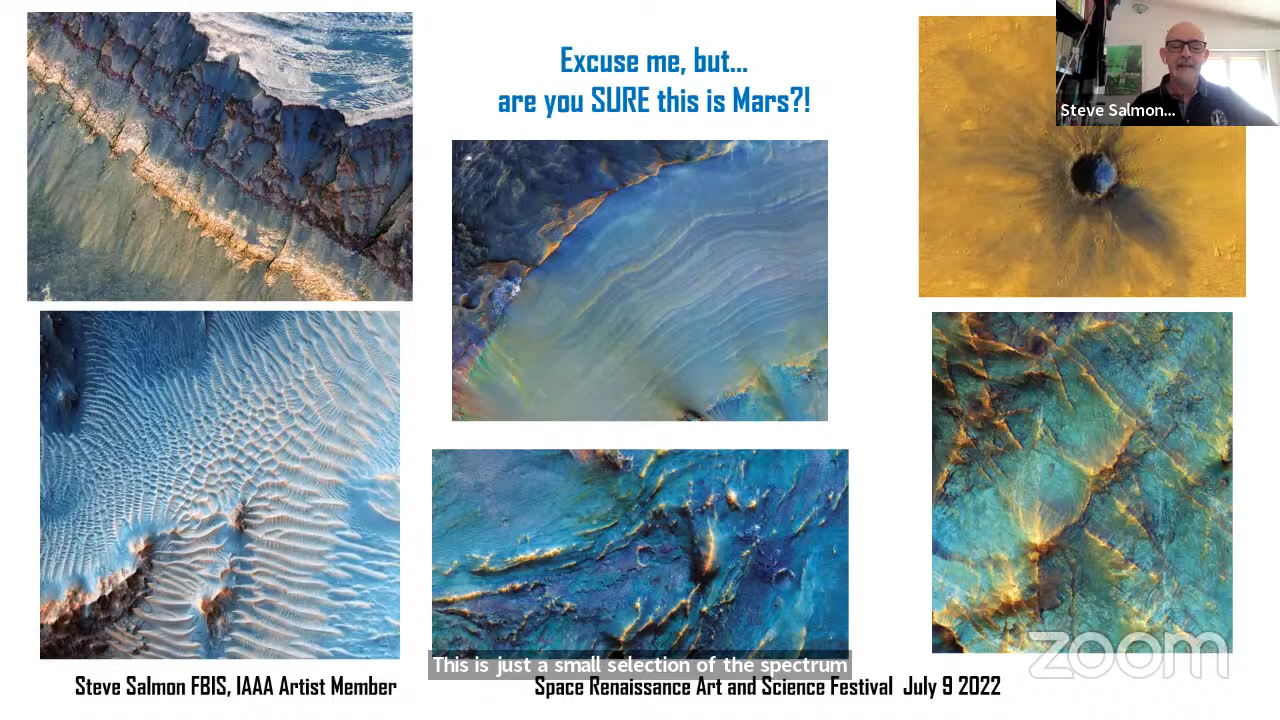 Excuse me, but...
are you SURE this is Mars?!
Steve Salmon...
zoom
This is just a small selection of the spectrum
Steve Salmon FBIS, IAAA Artist Member
Space Renaissance Art and Science Festival July 9 2022